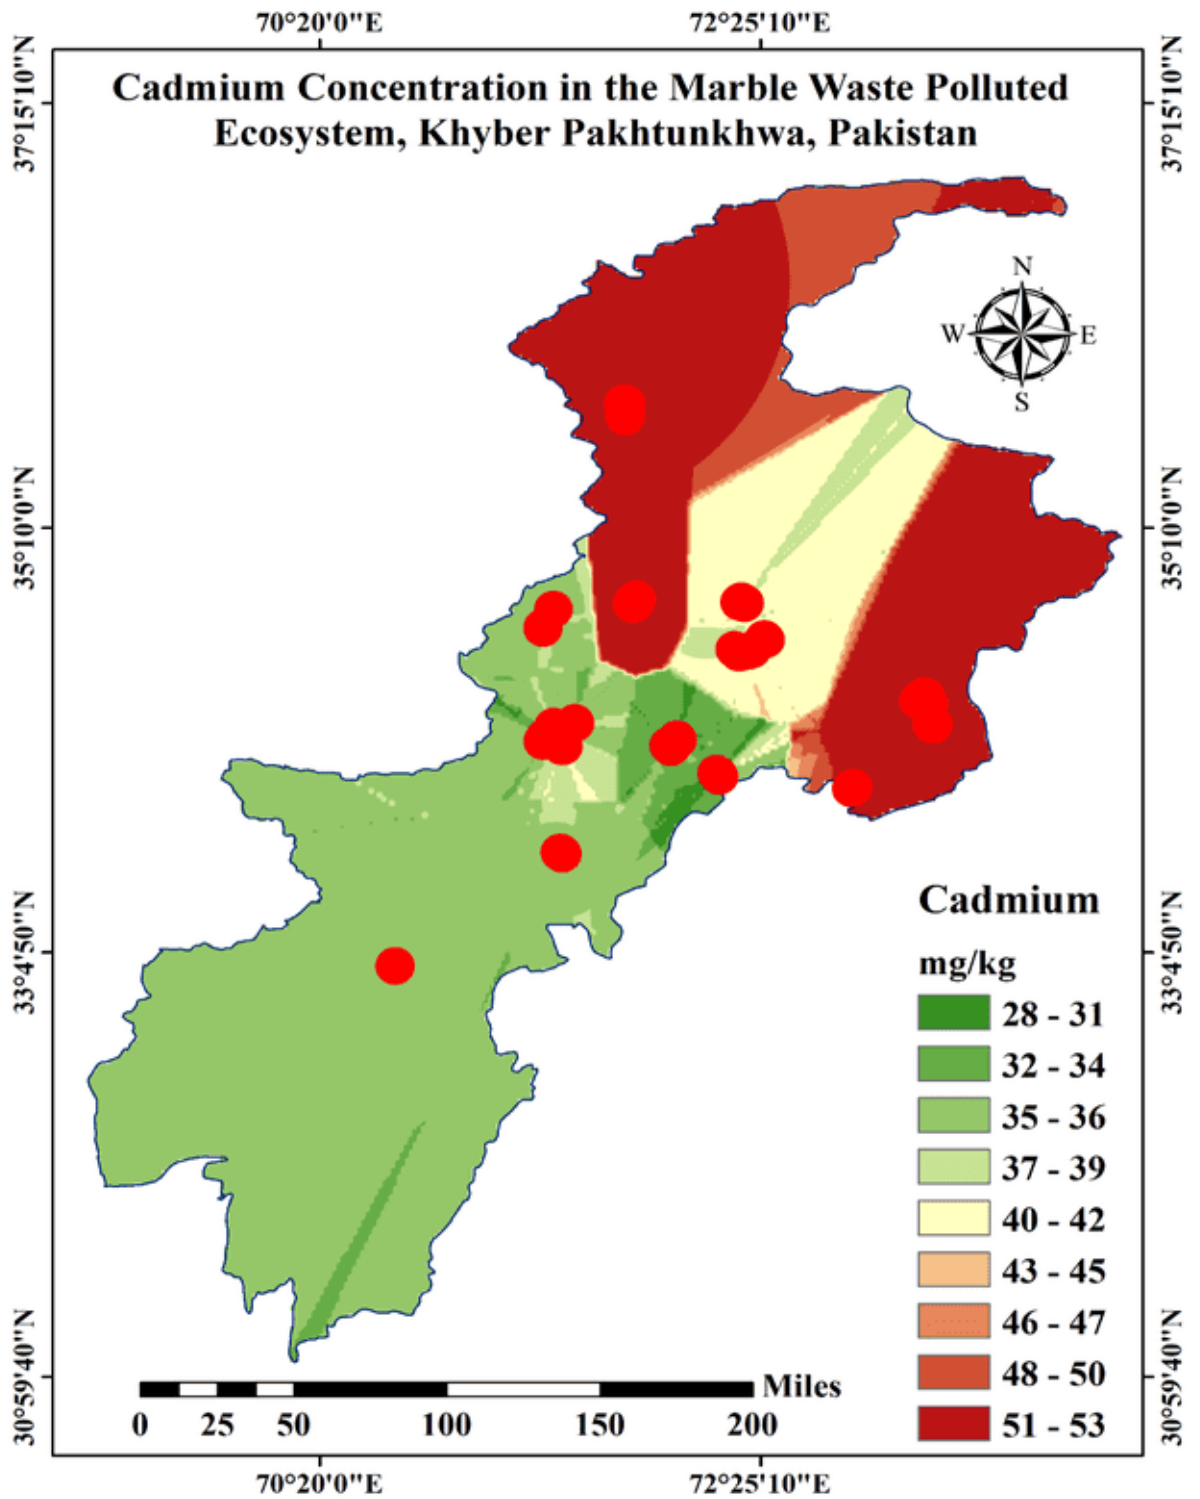 70°20'0"E 72°25'10"E
37°15'10"N 37°15'10"N
Cadmium Concentration in the Marble Waste Polluted
Ecosystem, Khyber Pakhtunkhwa, Pakistan
N
W E
S
35°10'0"N 35°10'0"N
33°4'50"N 33°4'50"N
Cadmium
mg/kg
28 - 31
32 - 34
35 - 36
37 - 39
40 - 42
43 - 45
46 - 47
48 - 50
51 - 53
30°59'40"N 30°59'40"N
Miles
0 25 50 100 150 200
70°20'0"E 72°25'10"E